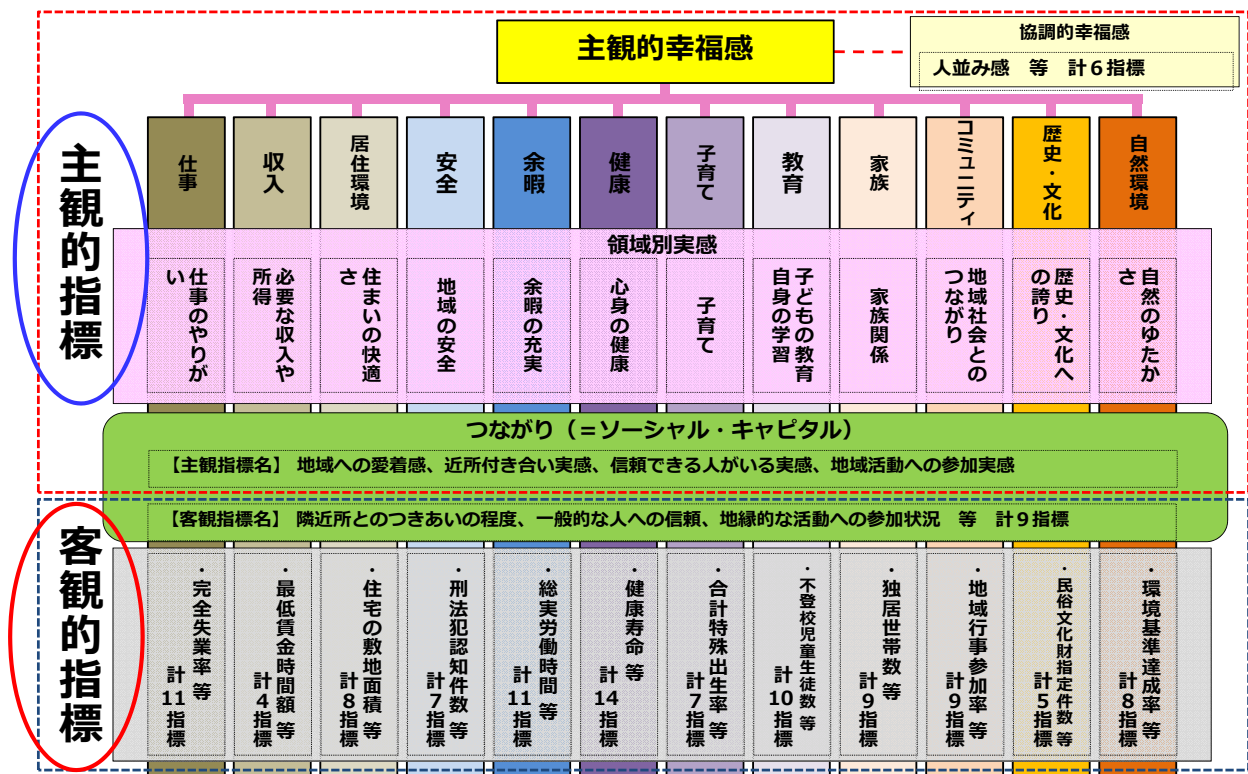 主観的幸福感
協調的幸福感
人並み感　等　計６指標
主観的指標
仕事
収入
居住環境
安全
余暇
健康
子育て
教育
家族
コミュニティ
歴史・文化
自然環境
領域別実感
仕事のやりが
い
必要な収入や
所得
住まいの快適
さ
地域の安全
余暇の充実
心身の健康
子育て
子どもの教育
自身の学習
家族関係
地域社会との
つながり
歴史・文化へ
の誇り
自然のゆたか
さ
つながり（＝ソーシャル・キャピタル）
【主観指標名】 地域への愛着感、近所付き合い実感、信頼できる人がいる実感、地域活動への参加実感
【客観指標名】 隣近所とのつきあいの程度、一般的な人への信頼、地縁的な活動への参加状況　等　計９指標
客観的指標
・完全失業率 等
計11指標
・最低賃金時間額 等
計4指標
・住宅の敷地面積 等
計8指標
・刑法犯認知件数 等
計7指標
・総実労働時間 等
計11指標
・健康寿命 等
計14指標
・合計特殊出生率 等
計7指標
・不登校児童生徒数 等
計10指標
・独居世帯数 等
計9指標
・地域行事参加率 等
計9指標
・民俗文化財指定件数 等
計5指標
・環境基準達成率 等
計8指標